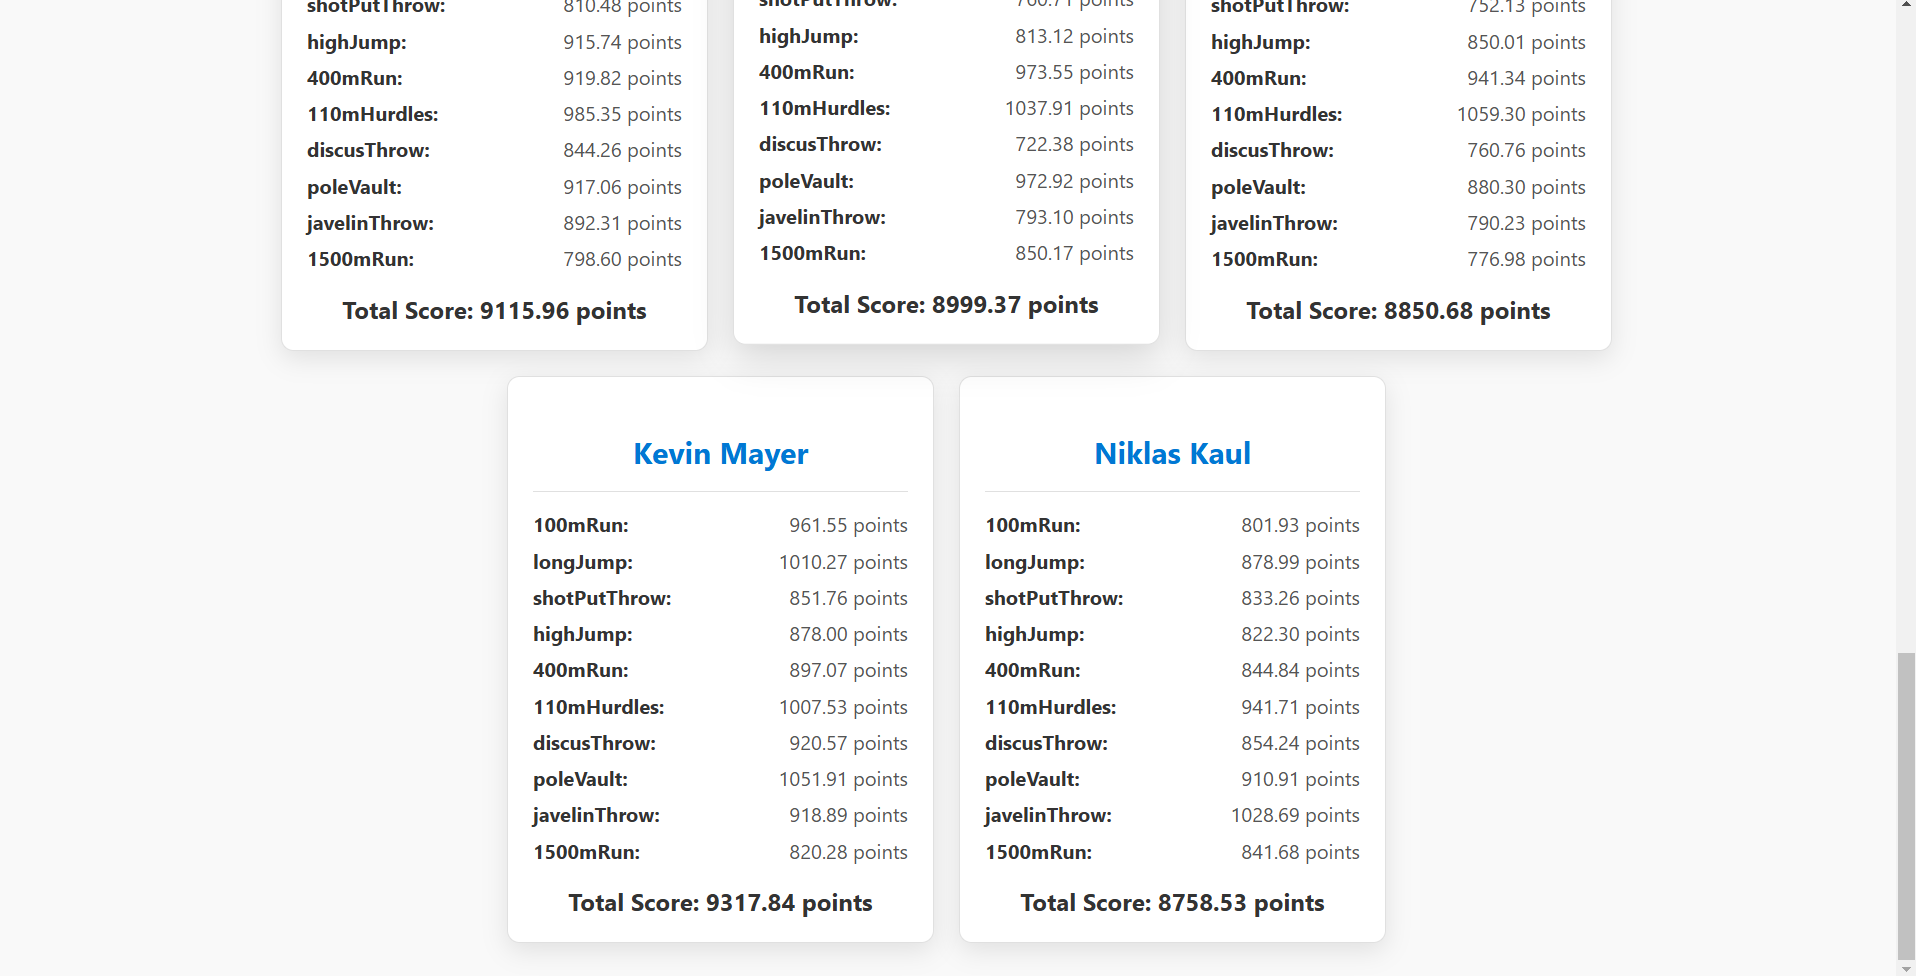 shotPutThrow: 810.48 points
highJump: 915.74 points
400mRun: 919.82 points
110mHurdles: 985.35 points
discusThrow: 844.26 points
poleVault: 917.06 points
javelinThrow: 892.31 points
1500mRun: 798.60 points
Total Score: 9115.96 points
shotPutThrow: 760.71 points
highJump: 813.12 points
400mRun: 973.55 points
110mHurdles: 1037.91 points
discusThrow: 722.38 points
poleVault: 972.92 points
javelinThrow: 793.10 points
1500mRun: 850.17 points
Total Score: 8999.37 points
shotPutThrow: 752.13 points
highJump: 850.01 points
400mRun: 941.34 points
110mHurdles: 1059.30 points
discusThrow: 760.76 points
poleVault: 880.30 points
javelinThrow: 790.23 points
1500mRun: 776.98 points
Total Score: 8850.68 points
Kevin Mayer
100mRun: 961.55 points
longJump: 1010.27 points
shotPutThrow: 851.76 points
highJump: 878.00 points
400mRun: 897.07 points
110mHurdles: 1007.53 points
discusThrow: 920.57 points
poleVault: 1051.91 points
javelinThrow: 918.89 points
1500mRun: 820.28 points
Total Score: 9317.84 points
Niklas Kaul
100mRun: 801.93 points
longJump: 878.99 points
shotPutThrow: 833.26 points
highJump: 822.30 points
400mRun: 844.84 points
110mHurdles: 941.71 points
discusThrow: 854.24 points
poleVault: 910.91 points
javelinThrow: 1028.69 points
1500mRun: 841.68 points
Total Score: 8758.53 points